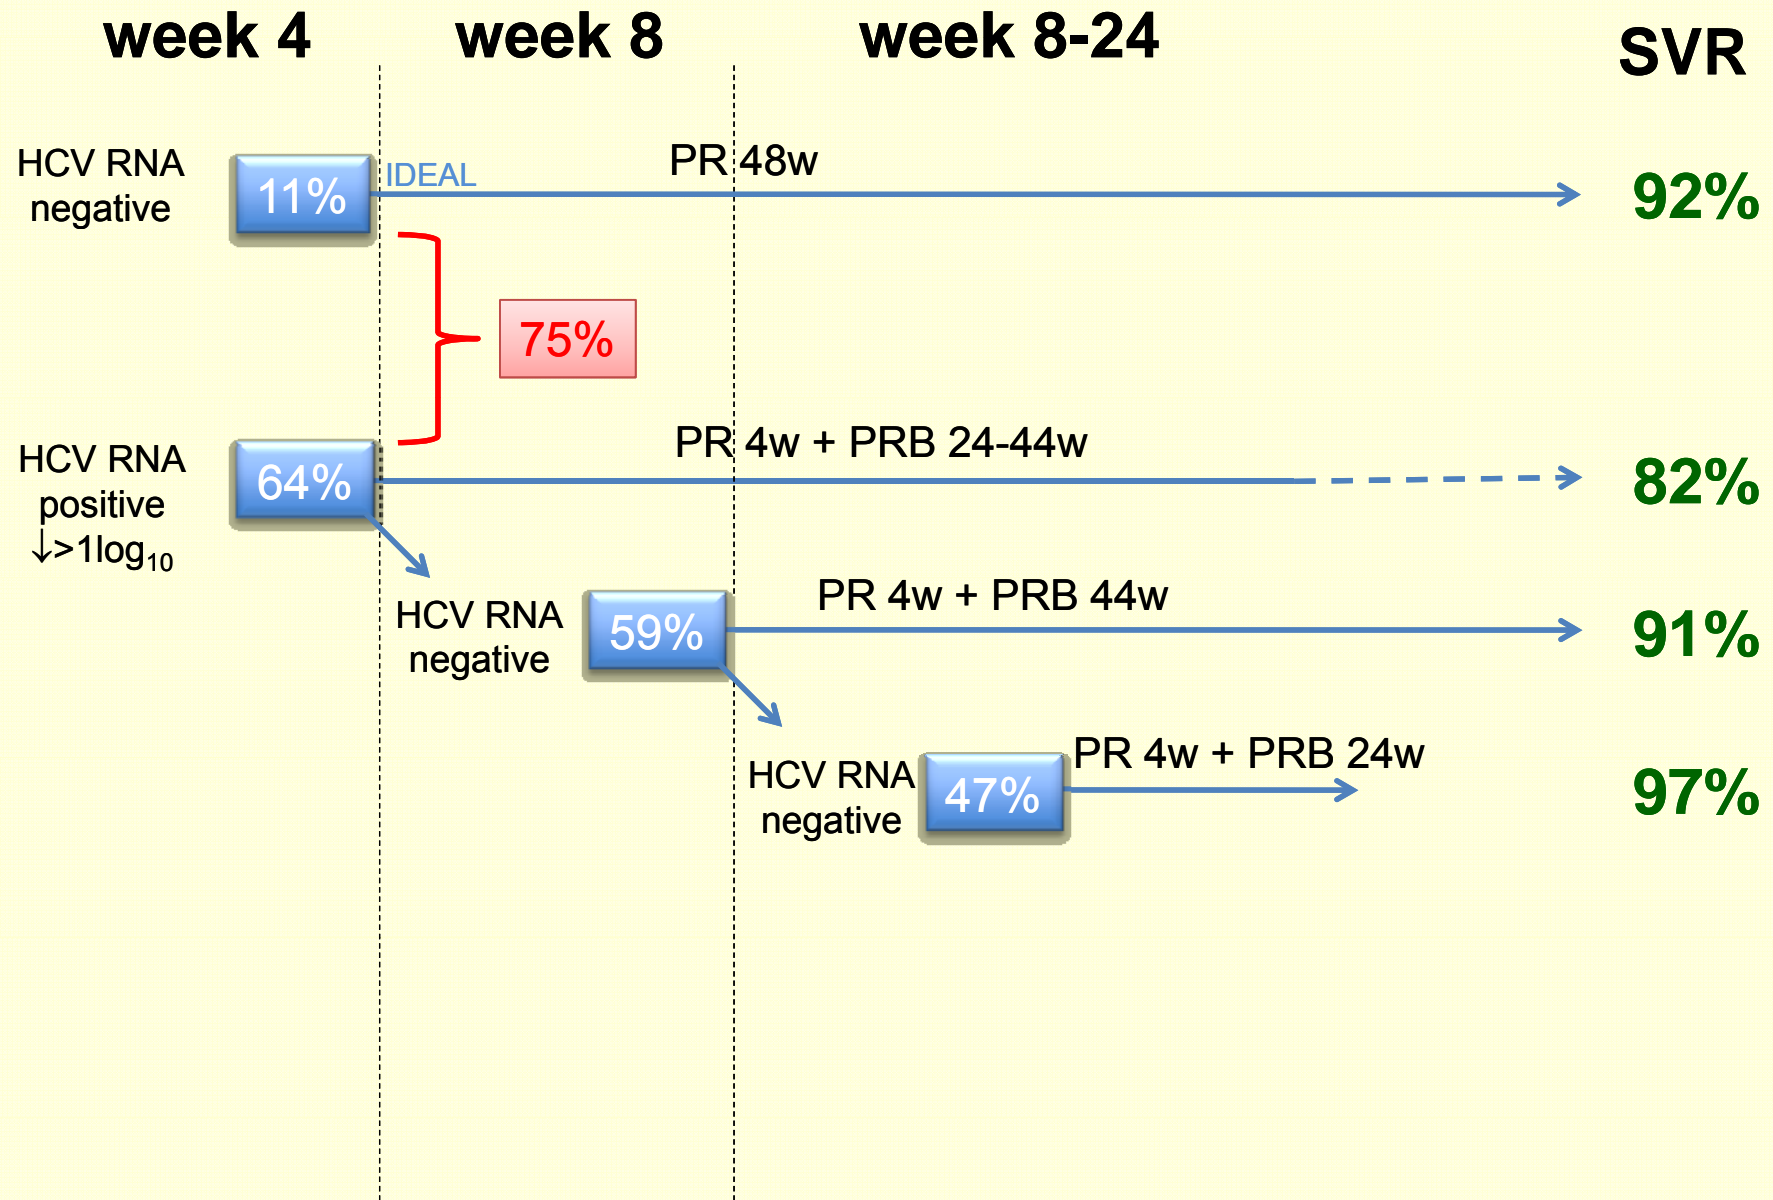 week 4
week 8
week 8-24
SVR
HCV RNA
negative
11%
IDEAL
PR 48w
92%
75%
HCV RNA
positive
↓>1log₁₀
64%
PR 4w + PRB 24-44w
82%
HCV RNA
negative
59%
PR 4w + PRB 44w
91%
HCV RNA
negative
47%
PR 4w + PRB 24w
97%